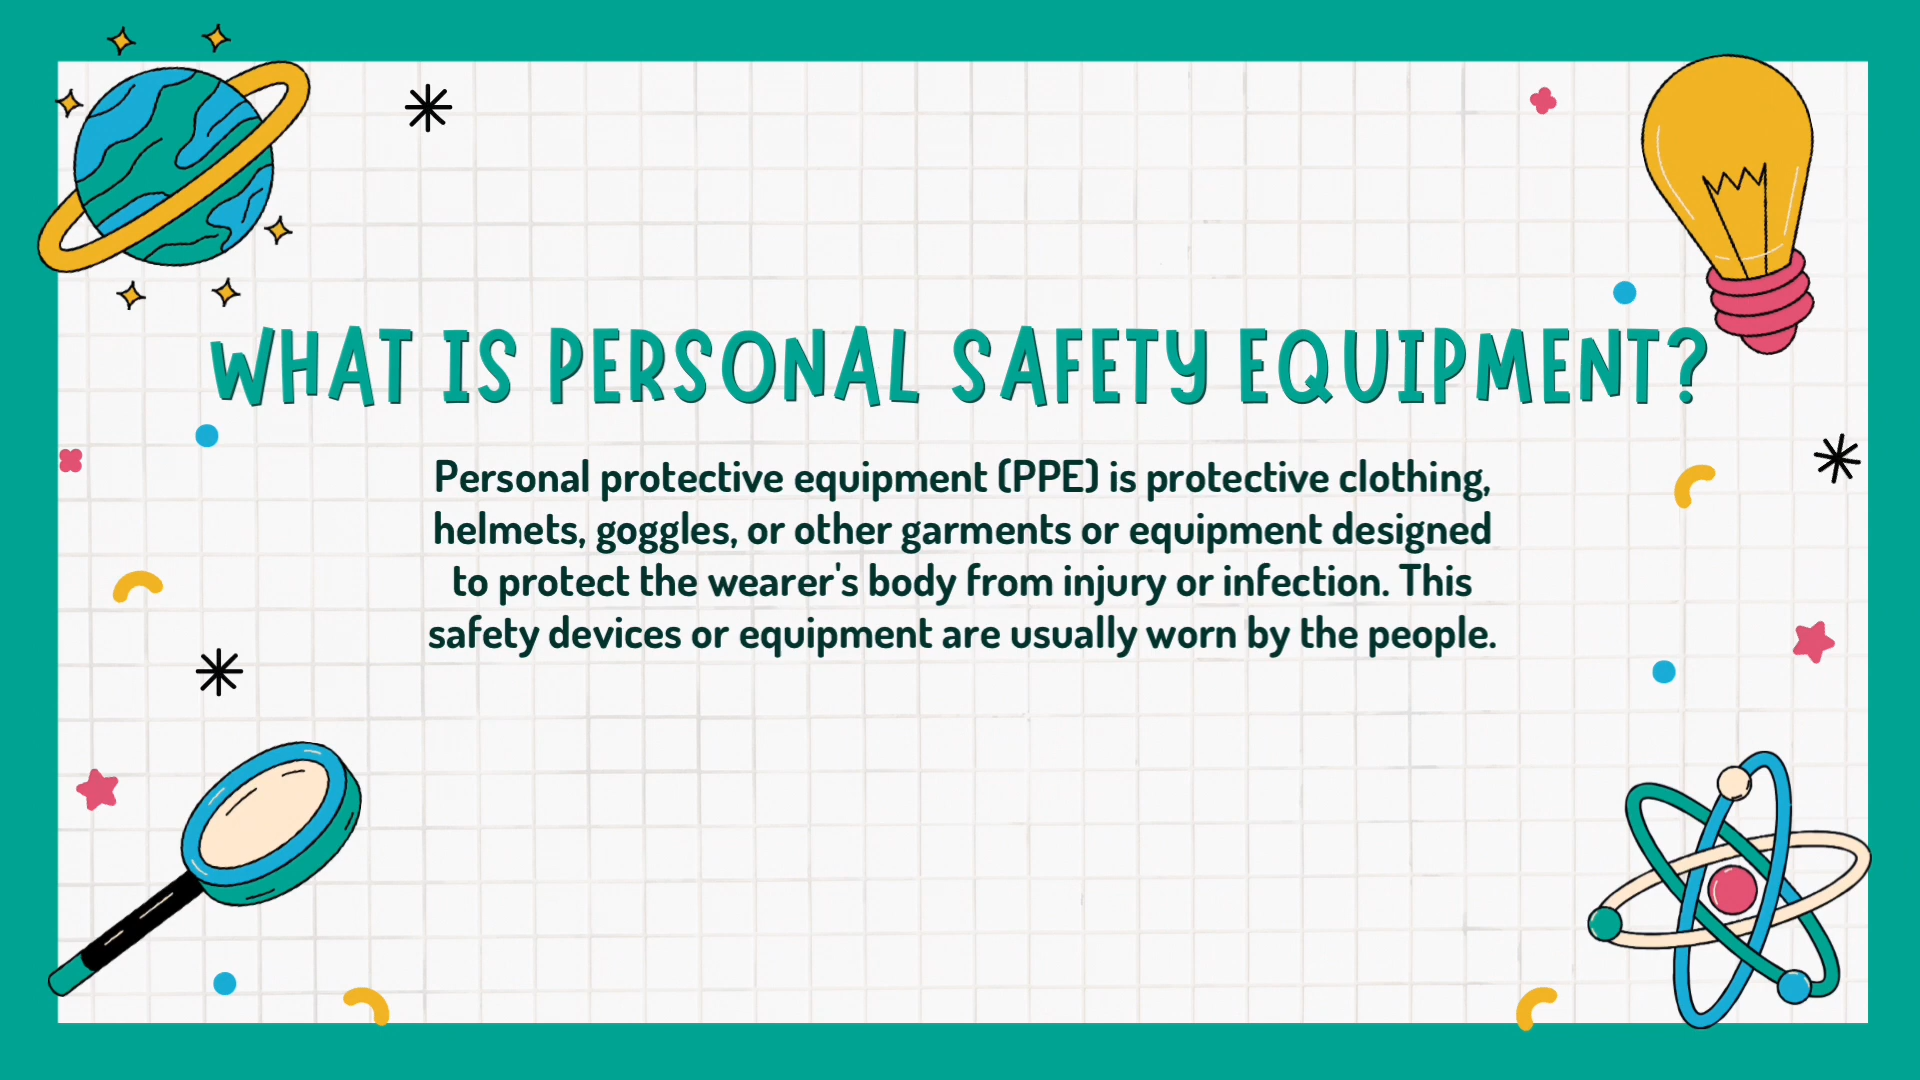 WHAT IS PERSONAL SAFETY EQUIPMENT?
Personal protective equipment (PPE) is protective clothing,
helmets, goggles, or other garments or equipment designed
to protect the wearer's body from injury or infection. This
safety devices or equipment are usually worn by the people.